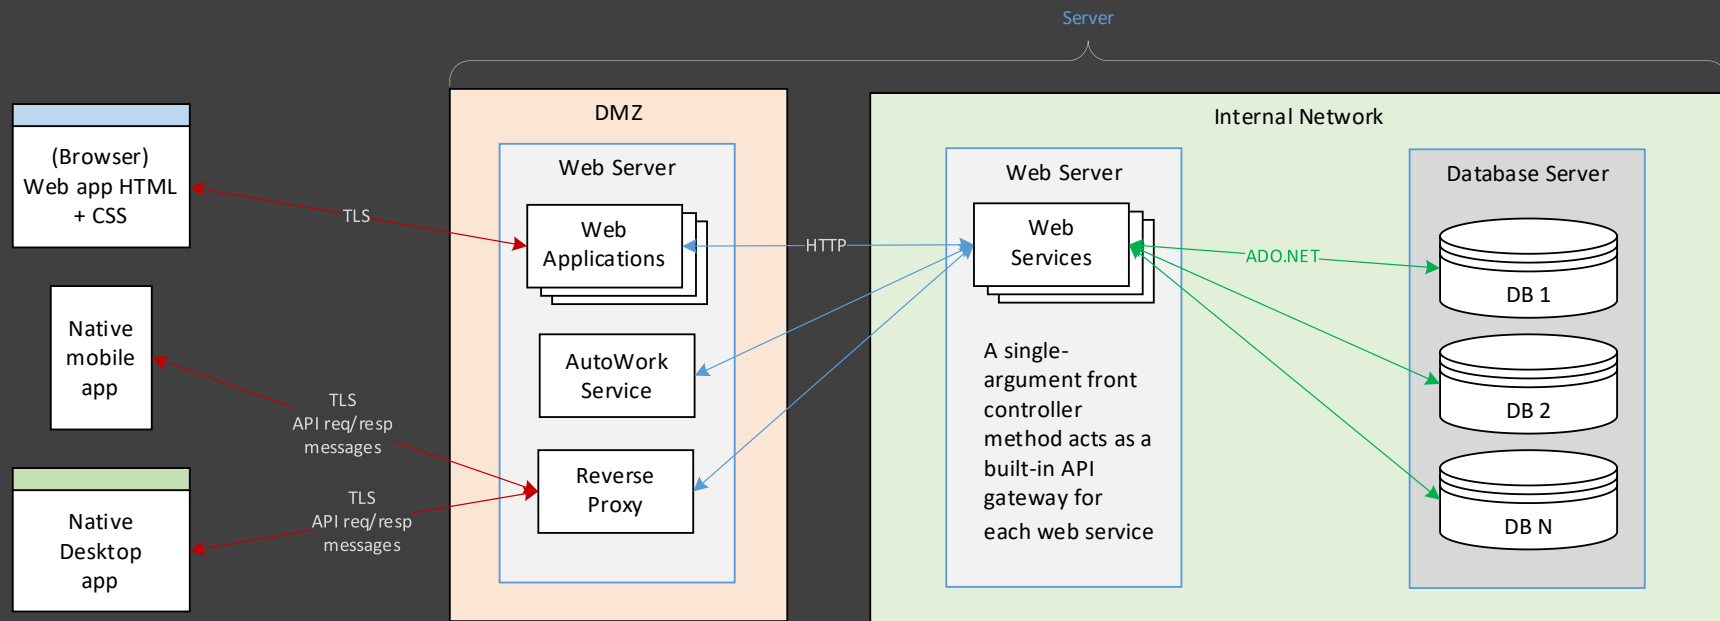 Server
DMZ
Internal Network
(Browser)
Web app HTML
+ CSS
Native
mobile
app
Native
Desktop
app
TLS
TLS
API req/resp
messages
TLS
API req/resp
messages
Web Server
Web
Applications
AutoWork
Service
Reverse
Proxy
HTTP
Web Server
Web
Services
A single-
argument front
controller
method acts as a
built-in API
gateway for
each web service
ADO.NET
Database Server
DB 1
DB 2
DB N